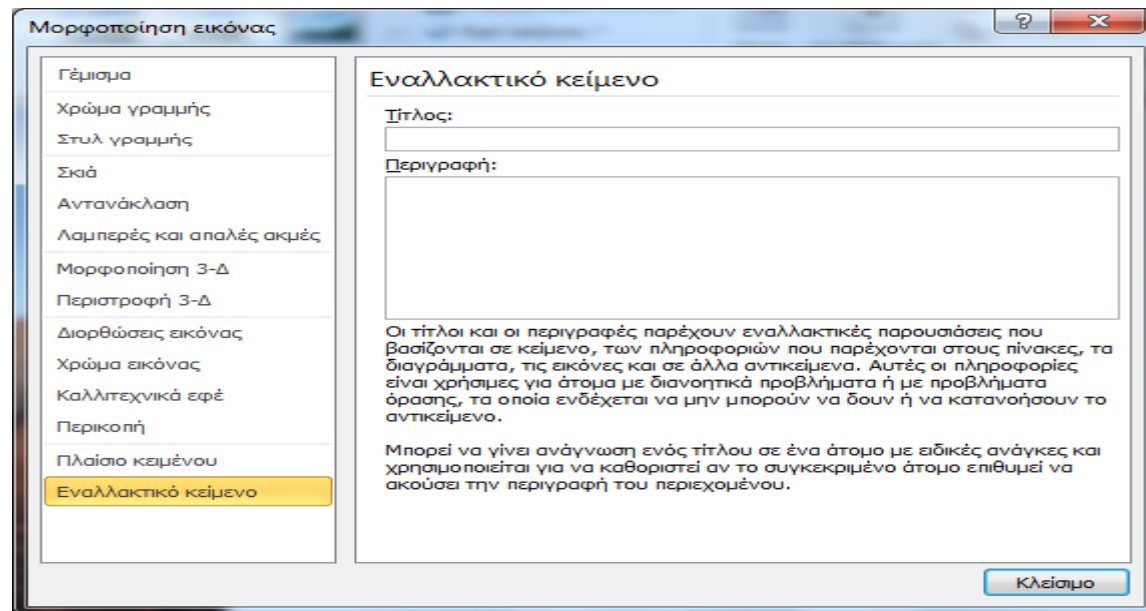 Μορφοποίηση εικόνας
Γέμισμα
Χρώμα γραμμής
Στυλ γραμμής
Σκιά
Αντανάκλαση
Λαμπερές και απαλές ακμές
Μορφοποίηση 3-Δ
Περιστροφή 3-Δ
Διορθώσεις εικόνας
Χρώμα εικόνας
Καλλιτεχνικά εφέ
Περικοπή
Πλαίσιο κειμένου
Εναλλακτικό κείμενο
Εναλλακτικό κείμενο
Τίτλος:
Περιγραφή:
Οι τίτλοι και οι περιγραφές παρέχουν εναλλακτικές παρουσιάσεις που
βασίζονται σε κείμενο, των πληροφοριών που παρέχονται στους πίνακες, τα
διαγράμματα, τις εικόνες και σε άλλα αντικείμενα. Αυτές οι πληροφορίες
είναι χρήσιμες για άτομα με διανοητικά προβλήματα ή με προβλήματα
όρασης, τα οποία ενδέχεται να μην μπορούν να δουν ή να κατανοήσουν το
αντικείμενο.
Μπορεί να γίνει ανάγνωση ενός τίτλου σε ένα άτομο με ειδικές ανάγκες και
χρησιμοποιείται για να καθοριστεί αν το συγκεκριμένο άτομο επιθυμεί να
ακούσει την περιγραφή του περιεχομένου.
Κλείσιμο